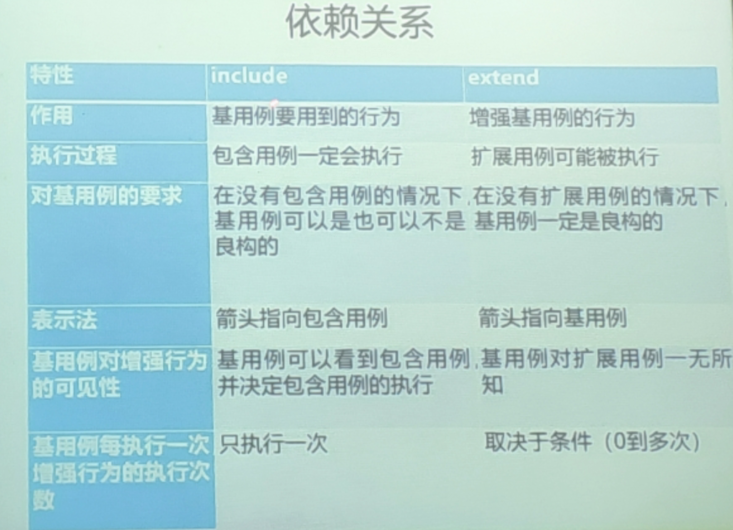 依赖关系
特性 include extend
作用 基用例要用到的行为 增强基用例的行为
执行过程 包含用例一定会执行 扩展用例可能被执行
对基用例的要求 在没有包含用例的情况下, 在没有扩展用例的情况下,
基用例可以是也可以不是 基用例一定是良构的
良构的
表示法 箭头指向包含用例 箭头指向基用例
基用例对增强行为 基用例可以看到包含用例, 基用例对扩展用例一无所
的可见性 并决定包含用例的执行 知
基用例每执行一次 只执行一次 取决于条件（0到多次）
增强行为的执行次
数